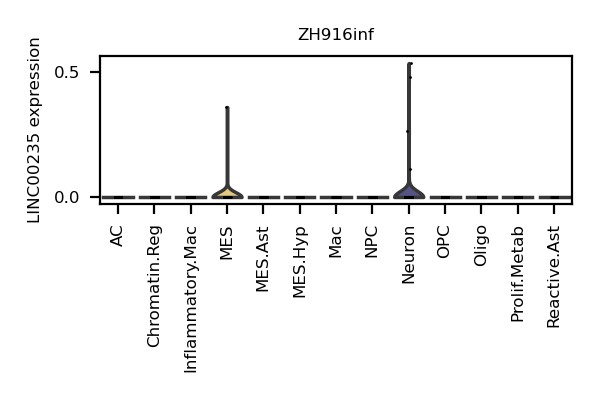 ZH916inf
LINC00235 expression
0.5
0.0
AC
Chromatin.Reg
Inflammatory.Mac
MES
MES.Ast
MES.Hyp
Mac
NPC
Neuron
OPC
Oligo
Prolif.Metab
Reactive.Ast